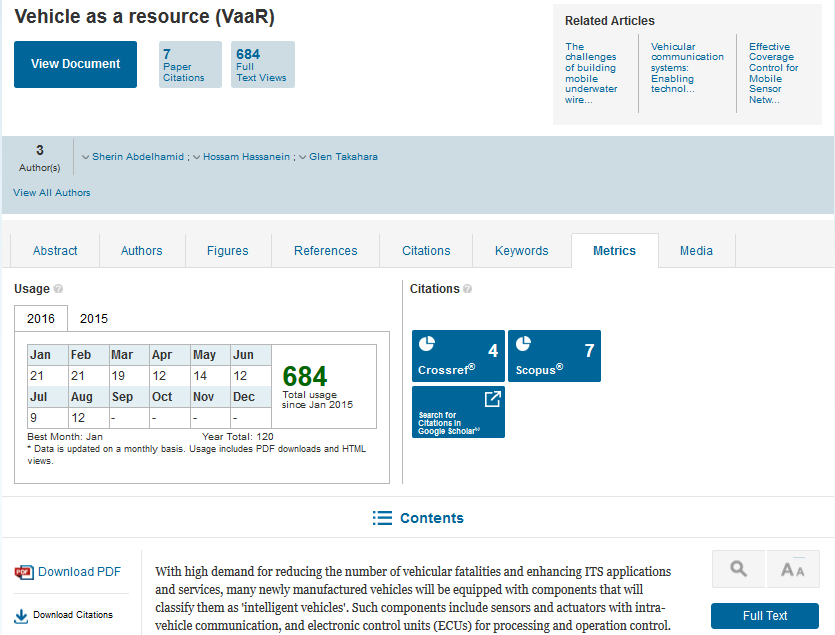 Vehicle as a resource (VaaR)
View Document
7
Paper
Citations
684
Full
Text Views
Related Articles
The
challenges
of building
mobile
underwater
wire...
Vehicular
communication
systems:
Enabling
technol...
Effective
Coverage
Control for
Mobile
Sensor
Netw...
3
Author(s)
Sherin Abdelhamid ; Hossam Hassanein ; Glen Takahara
View All Authors
Abstract Authors Figures References Citations Keywords Metrics Media
Usage ?
2016 2015
Jan Feb Mar Apr May Jun
21 21 19 12 14 12
Jul Aug Sep Oct Nov Dec
9 12 - - - -
684
Total usage
since Jan 2015
Best Month: Jan Year Total: 120
* Data is updated on a monthly basis. Usage includes PDF downloads and HTML
views.
Citations ?
4
Crossref®
7
Scopus®
Search for
Citations in
Google Scholar®
Contents
PDF Download PDF
Download Citations
With high demand for reducing the number of vehicular fatalities and enhancing ITS applications
and services, many newly manufactured vehicles will be equipped with components that will
classify them as 'intelligent vehicles'. Such components include sensors and actuators with intra-
vehicle communication, and electronic control units (ECUs) for processing and operation control.
A A
Full Text